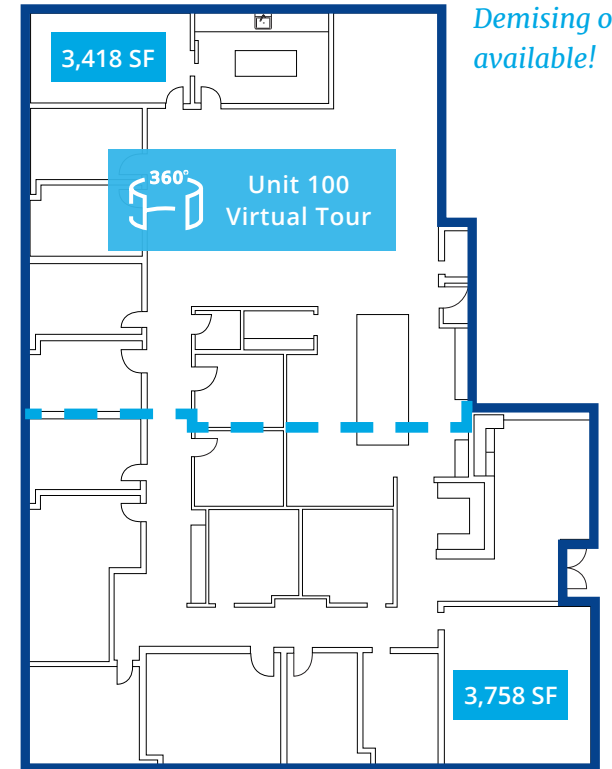 Demising
available!
3,418 SF
360°
Unit 100
Virtual Tour
3,758 SF